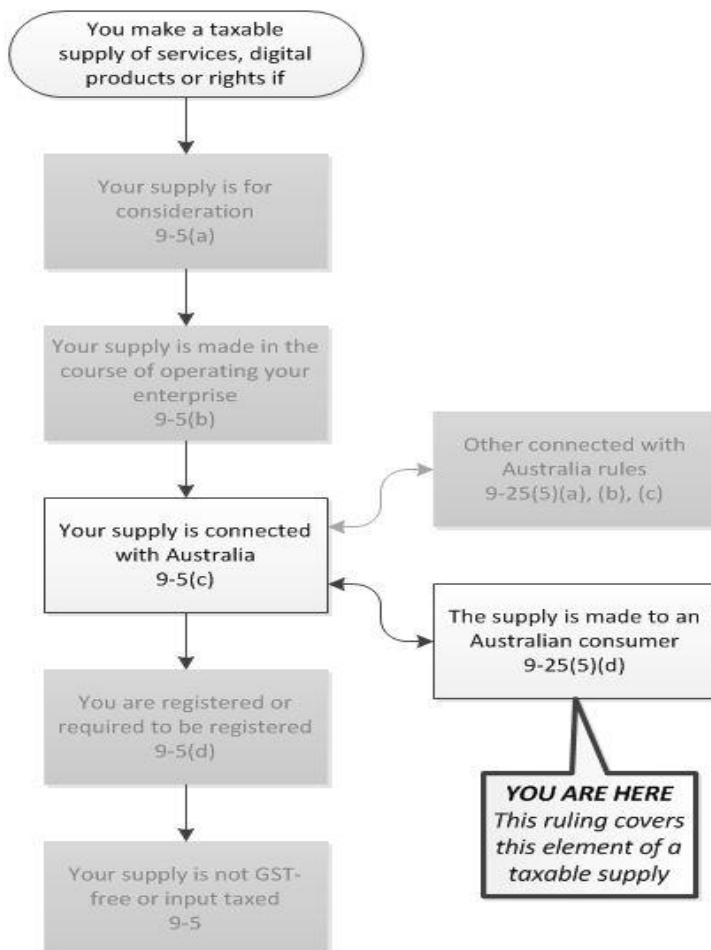 You make a taxable
supply of services, digital
products or rights if
Your supply is for
consideration
9-5(a)
Your supply is made in the
course of operating your
enterprise
9-5(b)
Other connected with
Australia rules
9-25(5)(a), (b), (c)
Your supply is connected
with Australia
9-5(c)
The supply is made to an
Australian consumer
9-25(5)(d)
You are registered or
required to be registered
9-5(d)
YOU ARE HERE
This ruling covers
this element of a
taxable supply
Your supply is not GST-
free or input taxed
9-5